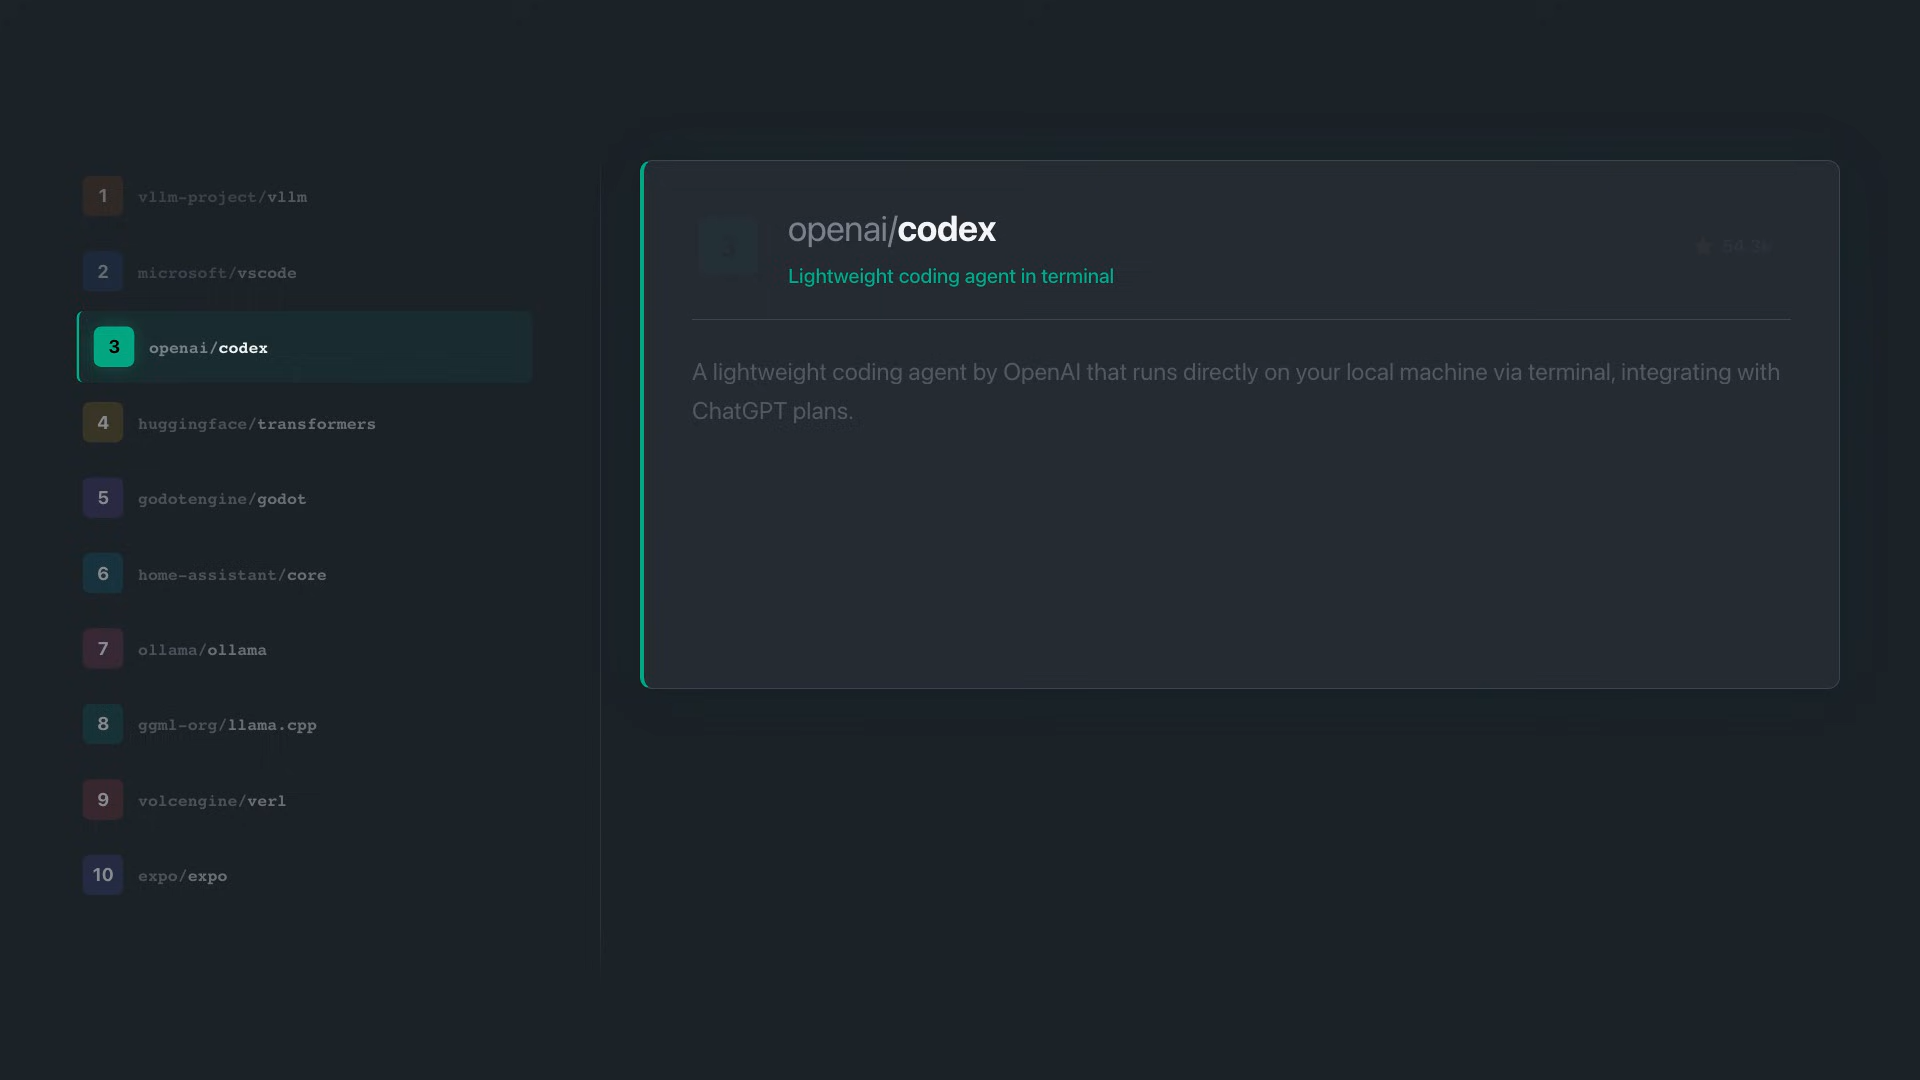 1 vllm-project/vllm
2 microsoft/vscode
3 openai/codex
4 huggingface/transformers
5 godotengine/godot
6 home-assistant/core
7 ollama/ollama
8 ggml-org/llama.cpp
9 volcengine/verl
10 expo/expo
3
openai/codex
Lightweight coding agent in terminal
★ 54.3k
A lightweight coding agent by OpenAI that runs directly on your local machine via terminal, integrating with
ChatGPT plans.